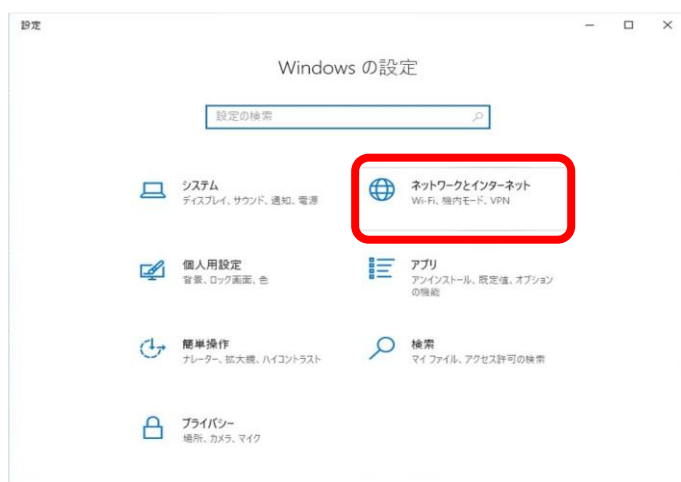 設定
Windows の設定
設定の検索
システム
ディスプレイ、サウンド、通知、電源
ネットワークとインターネット
Wi-Fi、機内モード、VPN
個人用設定
背景、ロック画面、色
アプリ
アンインストール、既定値、オプション
の機能
簡単操作
ナレーター、拡大鏡、ハイコントラスト
検索
マイ ファイル、アクセス許可の検索
プライバシー
場所、カメラ、マイク